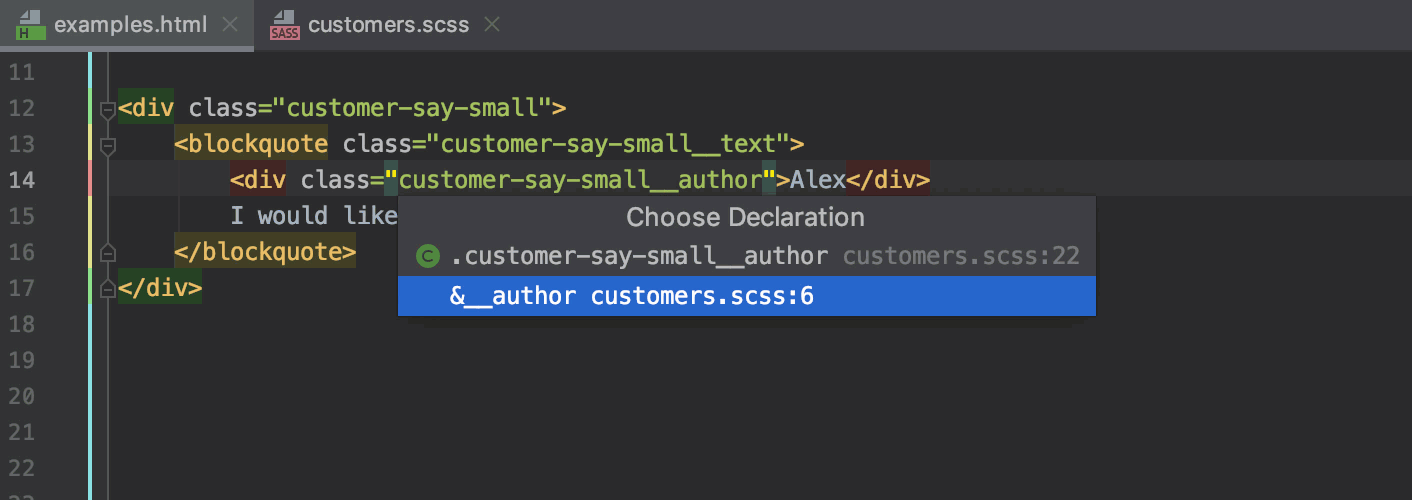 H examples.html SASS customers.scss
11
12 <div class="customer-say-small">
13 <blockquote class="customer-say-small__text">
14 <div class="customer-say-small__author">Alex</div>
15 I would like
Choose Declaration
C .customer-say-small__author customers.scss:22
16 </blockquote>
&__author customers.scss:6
17 </div>
18
19
20
21
22